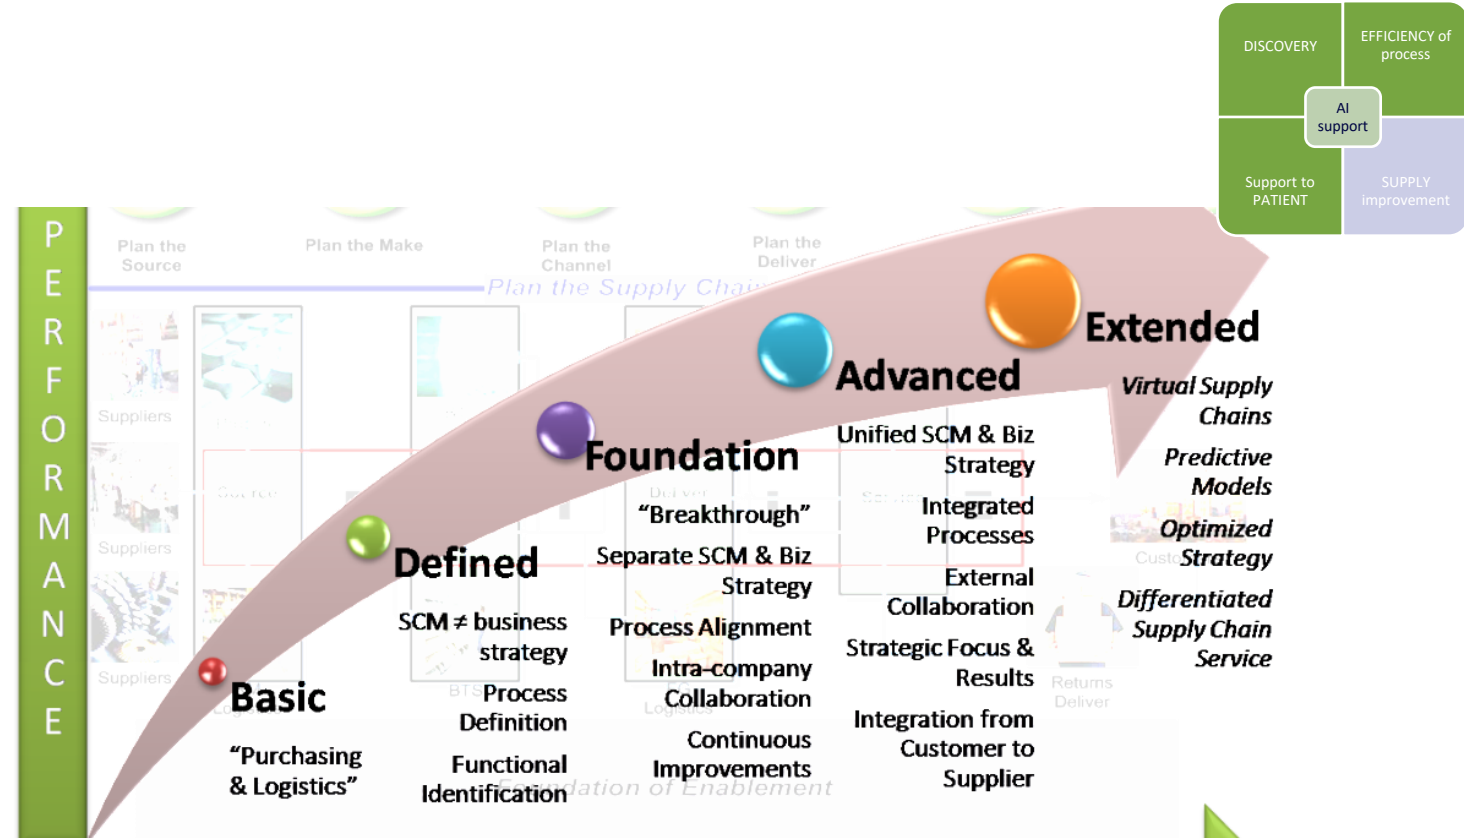 DISCOVERY
EFFICIENCY of
process
AI
support
Support to
PATIENT
SUPPLY
improvement
PERFORMANCE
Plan the
Source
Plan the Make
Plan the
Channel
Plan the
Deliver
Plan the Supply Chain
Suppliers
Suppliers
Suppliers
Source
Deliver
Returns
Deliver
Logistics
Foundation of Enablement
Basic
“Purchasing
& Logistics”
Defined
SCM ≠ business
strategy
Process
Definition
Functional
Identification
Foundation
“Breakthrough”
Separate SCM & Biz
Strategy
Process Alignment
Intra-company
Collaboration
Continuous
Improvements
Advanced
Unified SCM & Biz
Strategy
Integrated
Processes
External
Collaboration
Strategic Focus &
Results
Integration from
Customer to
Supplier
Extended
Virtual Supply
Chains
Predictive
Models
Optimized
Strategy
Differentiated
Supply Chain
Service